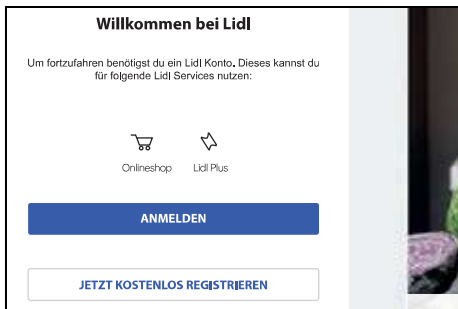 Willkommen bei Lidl
Um fortzufahren benötigst du ein Lidl Konto. Dieses kannst du
für folgende Lidl Services nutzen:
Onlineshop Lidl Plus
ANMELDEN
JETZT KOSTENLOS REGISTRIEREN